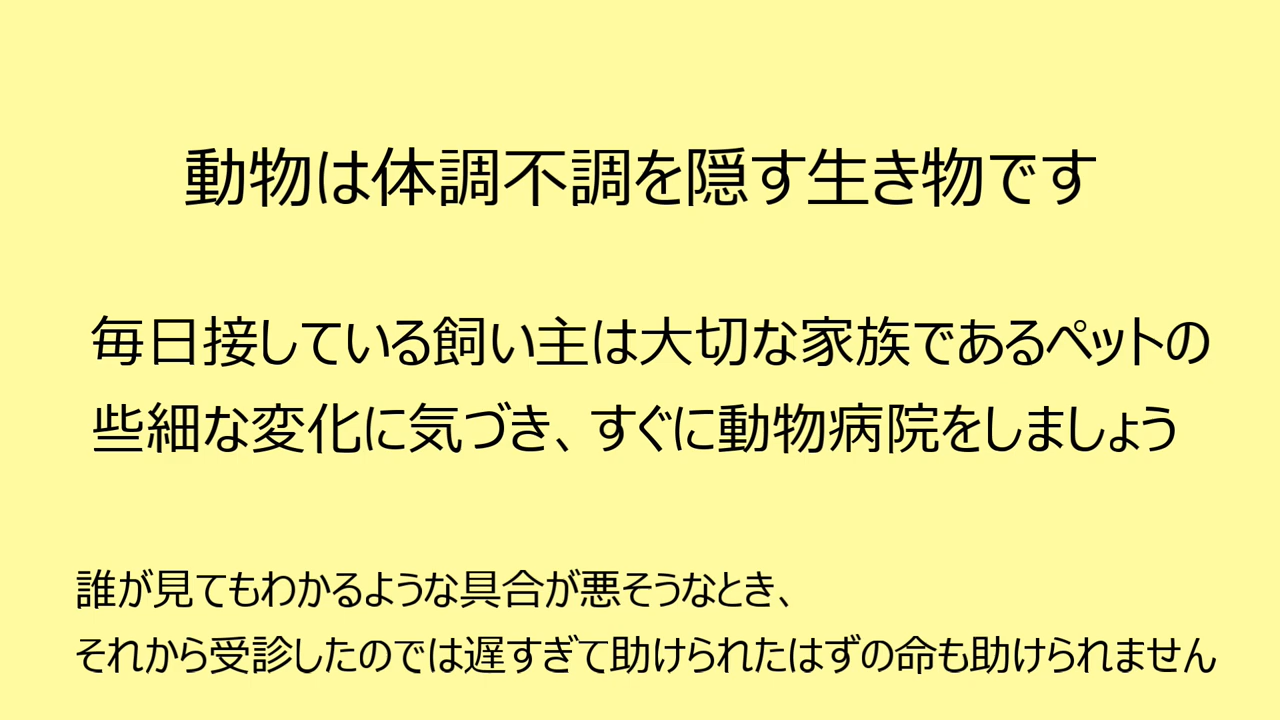 動物は体調不調を隠す生き物です
毎日接している飼い主は大切な家族であるペットの
些細な変化に気づき、すぐに動物病院をしましょう
誰が見てもわかるような具合が悪そうなとき、
それから受診したのでは遅すぎて助けられたはずの命も助けられません